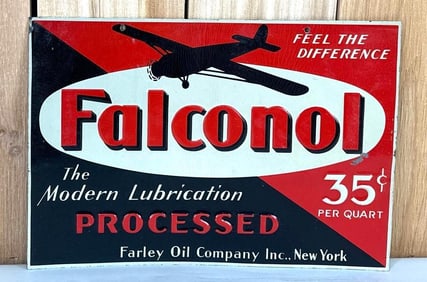 FEEL THE
DIFFERENCE
Falconol
The
Modern Lubrication
PROCESSED
35¢
PER QUART
Farley Oil Company Inc., New York